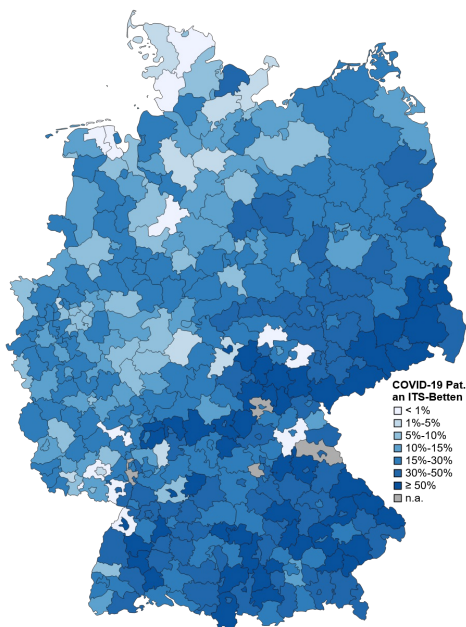 COVID-19 Pat.
an ITS-Betten
< 1%
1%-5%
5%-10%
10%-15%
15%-30%
30%-50%
≥ 50%
n.a.